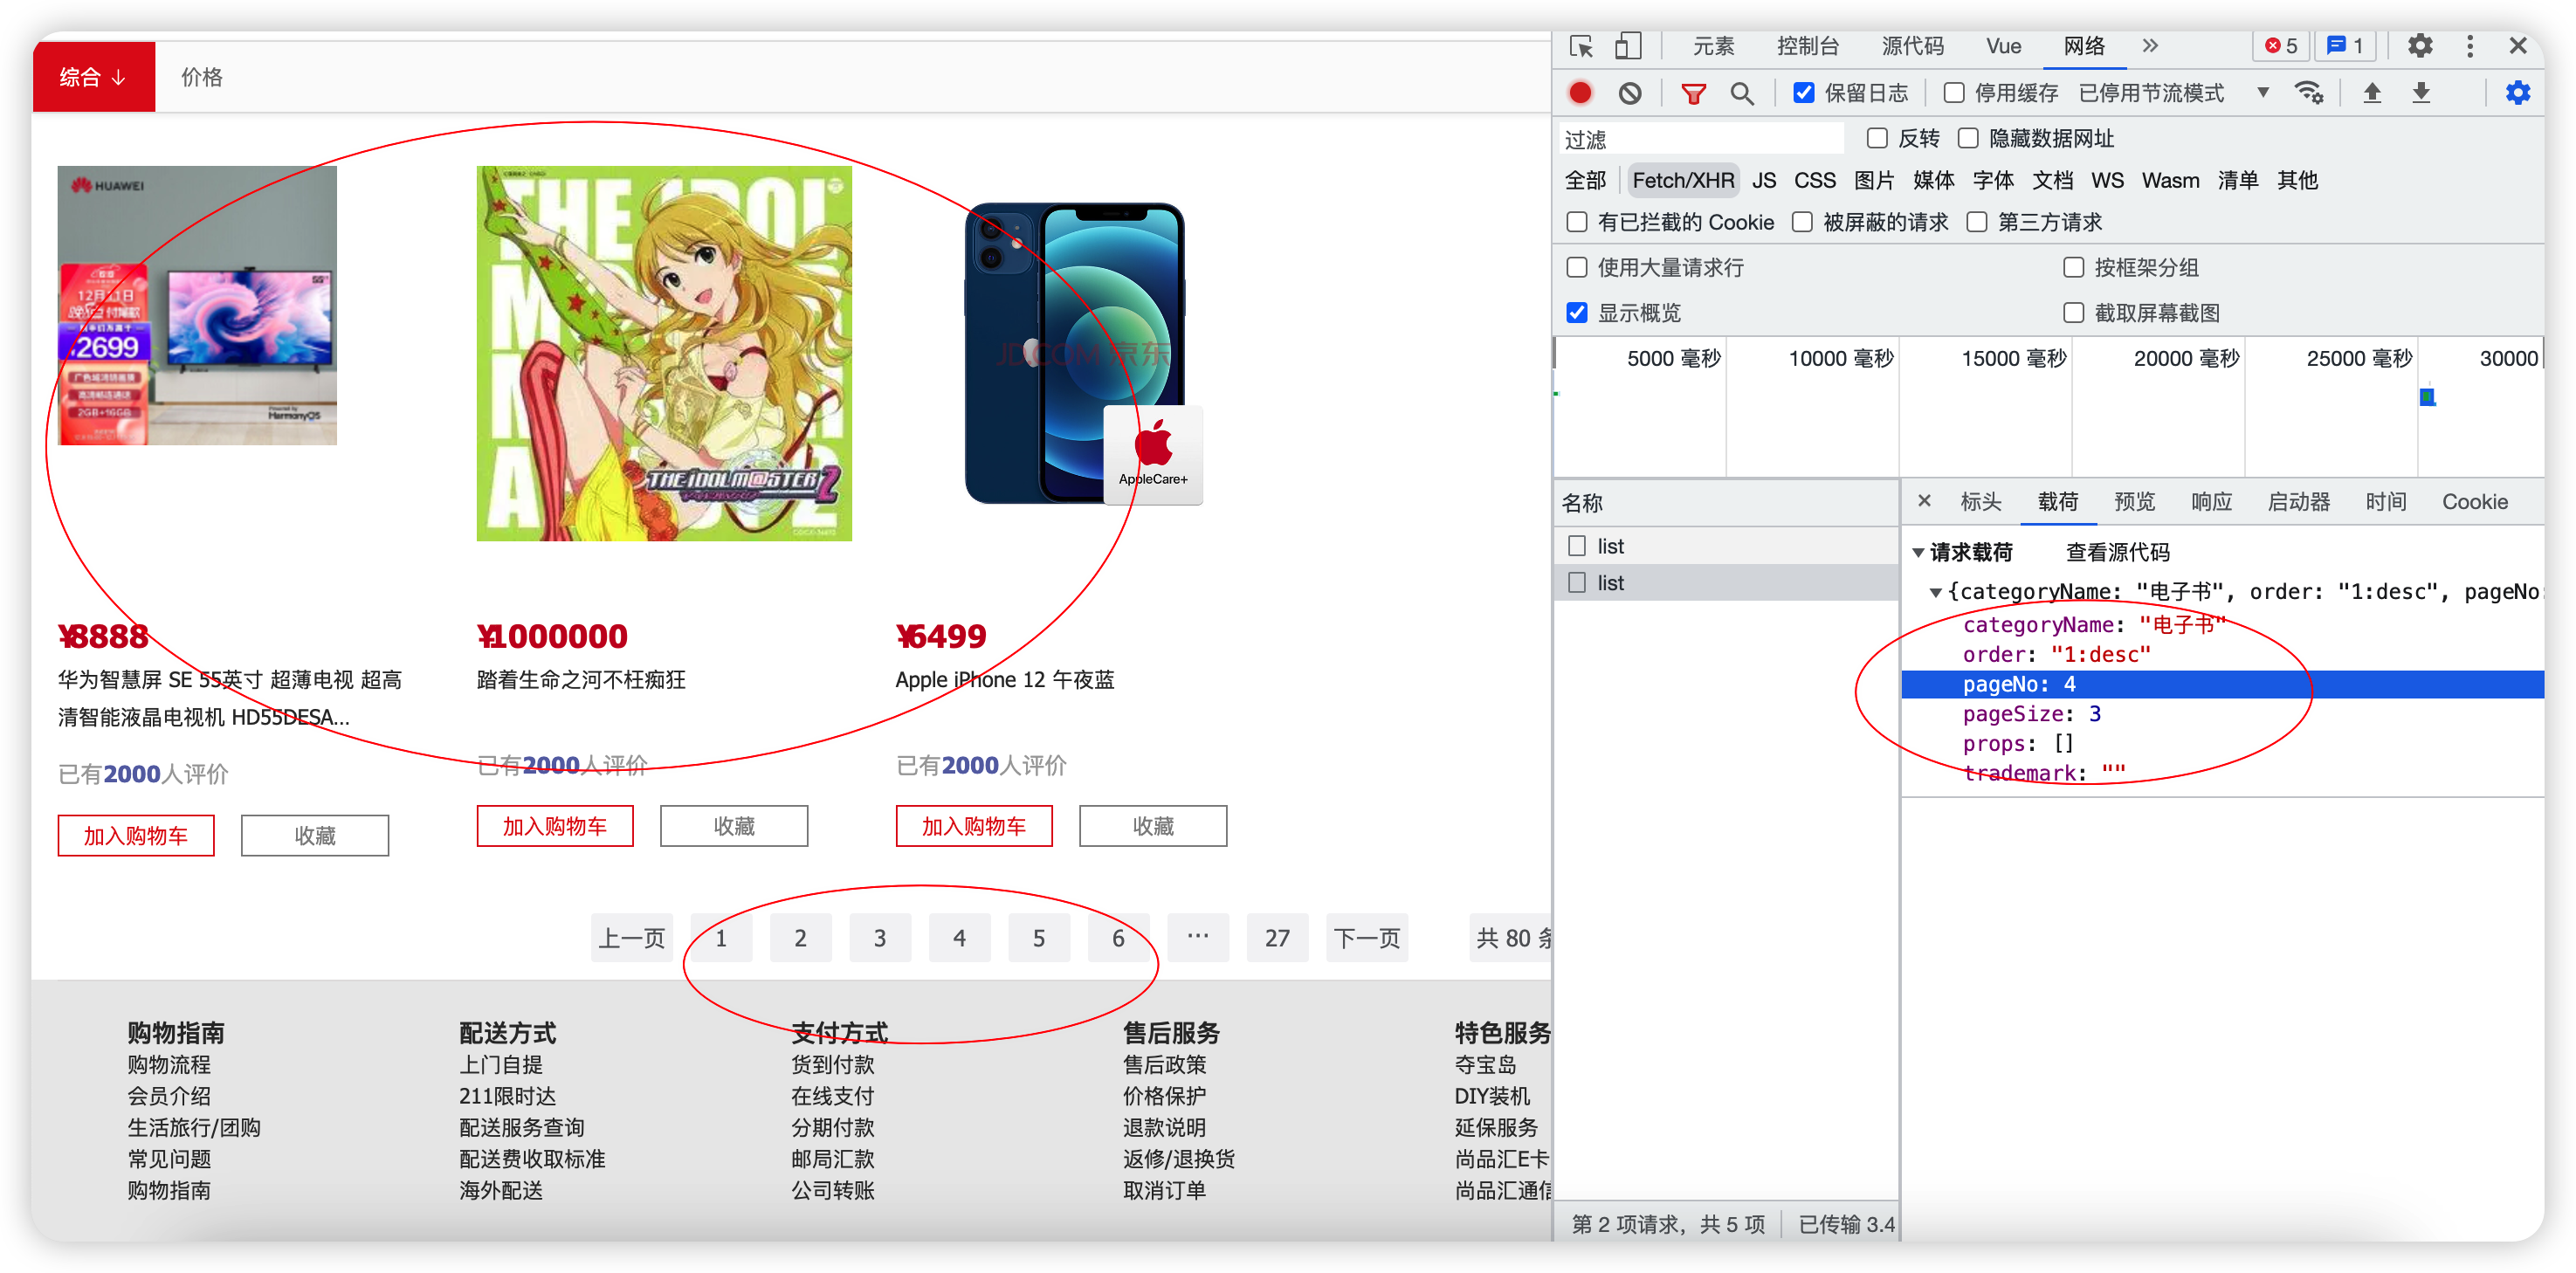 综合 ↓ 价格
HUAWEI
12月11日
2699
2GB+16GB
Powered by
HarmonyOS
THE IDOL
THE IDOLM@STER 2
JD.COM 京东
AppleCare+
¥8888
华为智慧屏 SE 55英寸 超薄电视 超高
清智能液晶电视机 HD55DESA...
已有2000人评价
加入购物车 收藏
¥1000000
踏着生命之河不枉痴狂
已有2000人评价
加入购物车 收藏
¥6499
Apple iPhone 12 午夜蓝
已有2000人评价
加入购物车 收藏
上一页 1 2 3 4 5 6 ··· 27 下一页 共 80 条
购物指南
购物流程
会员介绍
生活旅行/团购
常见问题
购物指南
配送方式
上门自提
211限时达
配送服务查询
配送费收取标准
海外配送
支付方式
货到付款
在线支付
分期付款
邮局汇款
公司转账
售后服务
售后政策
价格保护
退款说明
返修/退换货
取消订单
特色服务
夺宝岛
DIY装机
延保服务
尚品汇E卡
尚品汇通信
元素 控制台 源代码 Vue 网络 5 1
保留日志 停用缓存 已停用节流模式
过滤 反转 隐藏数据网址
全部 Fetch/XHR JS CSS 图片 媒体 字体 文档 WS Wasm 清单 其他
有已拦截的 Cookie 被屏蔽的请求 第三方请求
使用大量请求行 按框架分组
显示概览 截取屏幕截图
5000 毫秒 10000 毫秒 15000 毫秒 20000 毫秒 25000 毫秒 30000
名称
list
list
第 2 项请求，共 5 项 已传输 3.4
标头 载荷 预览 响应 启动器 时间 Cookie
请求载荷 查看源代码
{categoryName: "电子书", order: "1:desc", pageNo:
categoryName: "电子书"
order: "1:desc"
pageNo: 4
pageSize: 3
props: []
trademark: ""